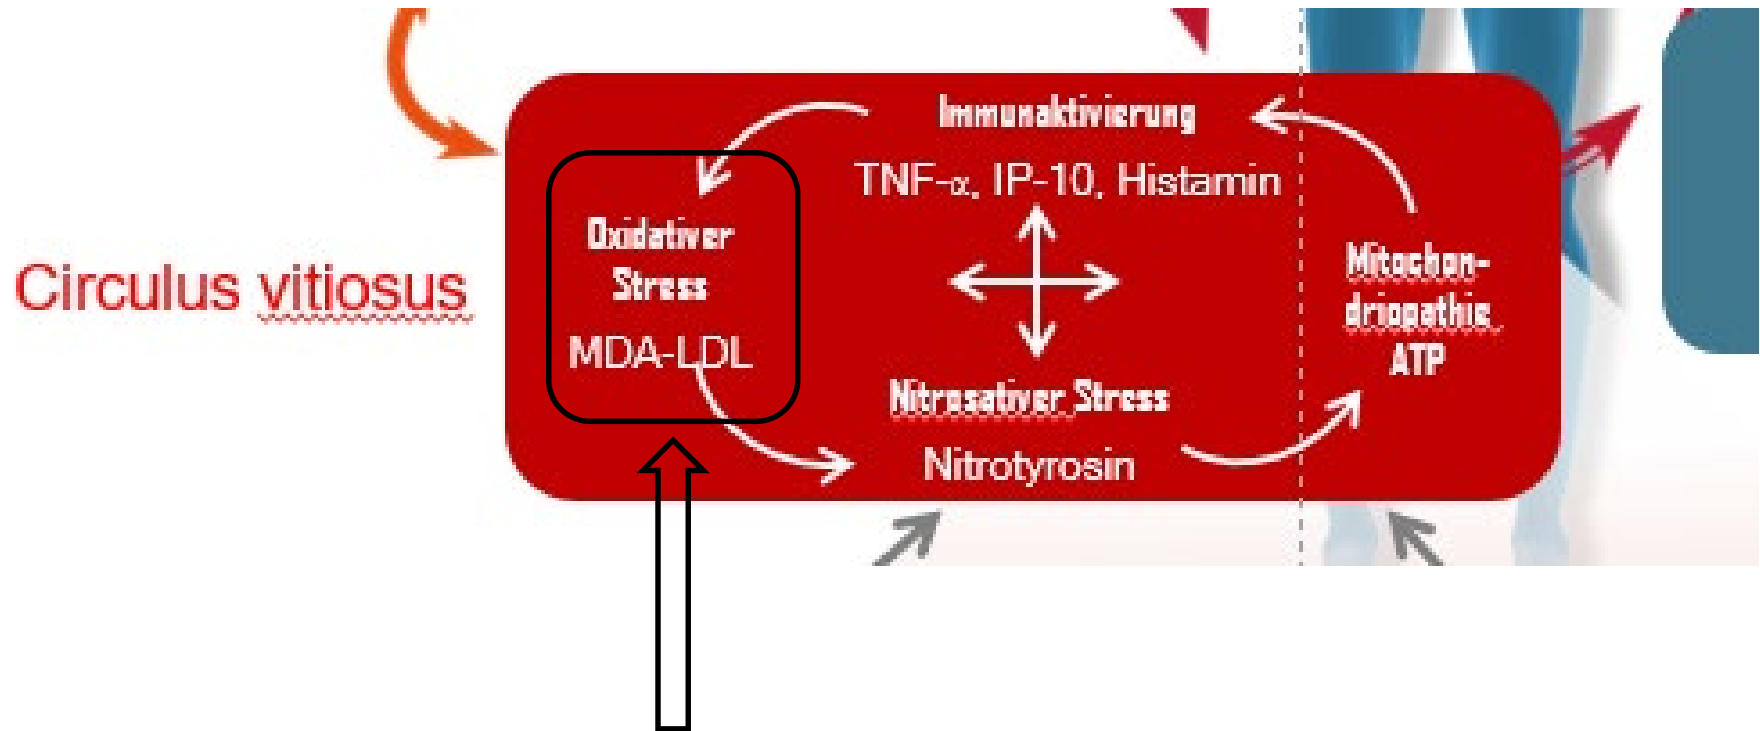 Circulus vitiosus
Immunaktivierung
TNF-α, IP-10, Histamin
Oxidativer
Stress
MDA-LDL
Nitrosativer Stress
Nitrotyrosin
Mitochon-
driopathie
ATP